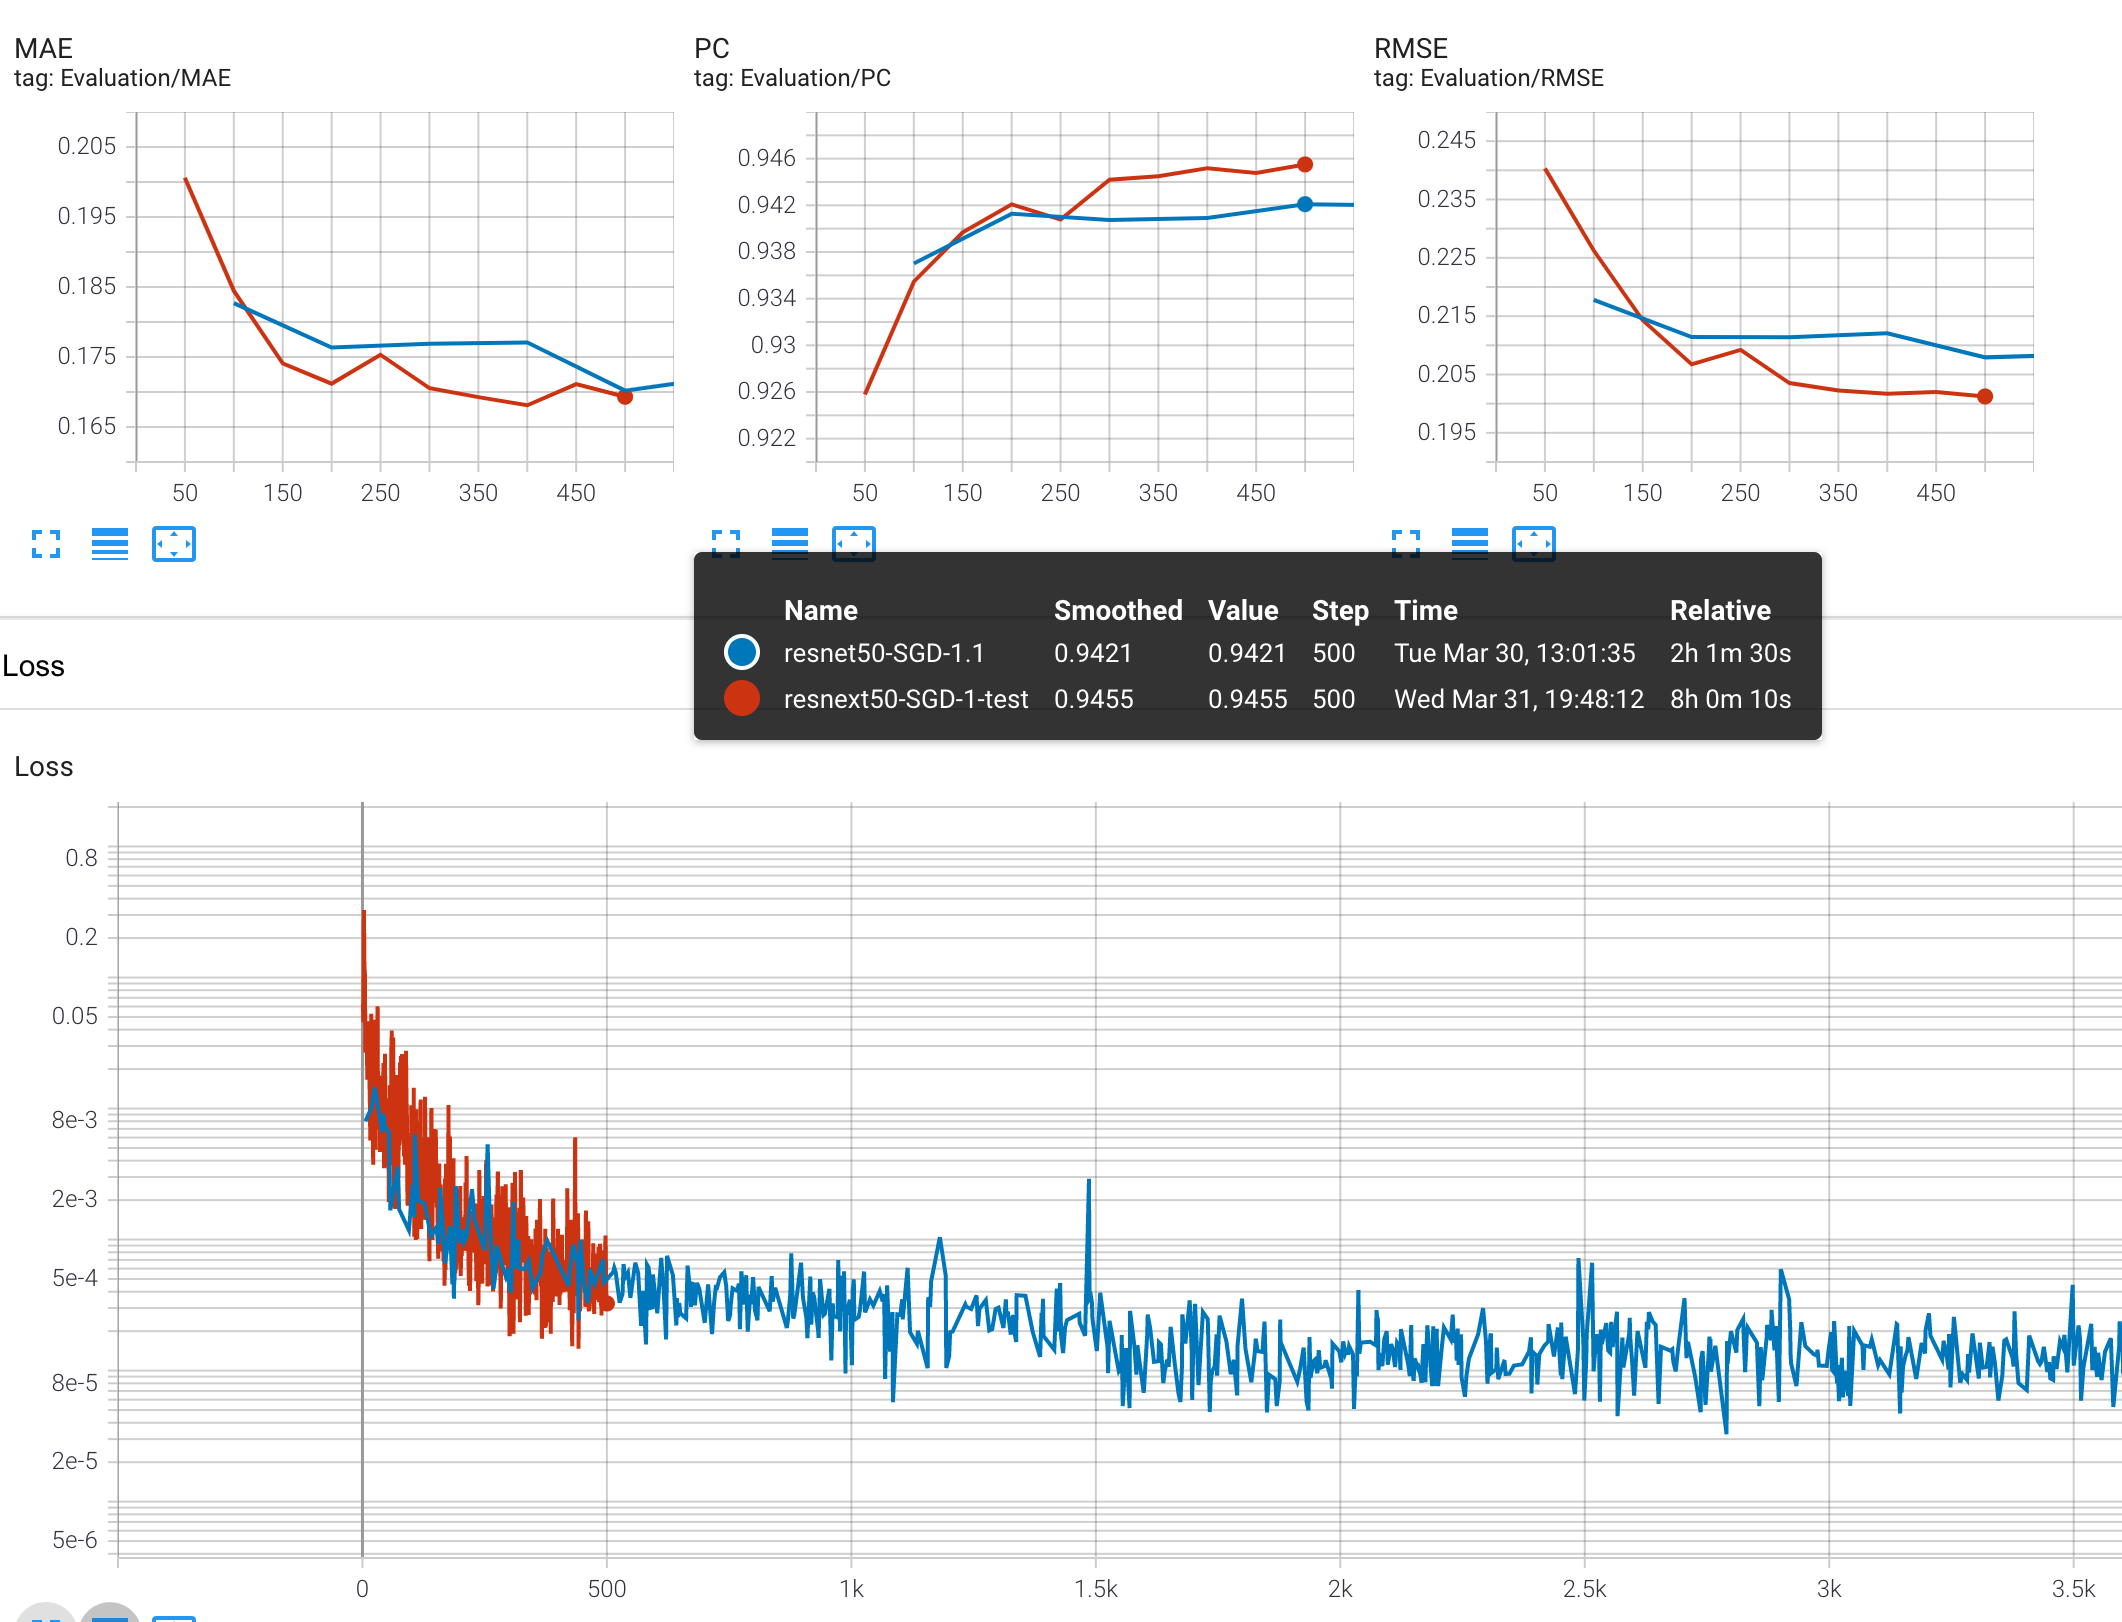 MAE
tag: Evaluation/MAE
0.205
0.195
0.185
0.175
0.165
50 150 250 350 450
PC
tag: Evaluation/PC
0.946
0.942
0.938
0.934
0.93
0.926
0.922
50 150 250 350 450
RMSE
tag: Evaluation/RMSE
0.245
0.235
0.225
0.215
0.205
0.195
50 150 250 350 450
Name Smoothed Value Step Time Relative
resnet50-SGD-1.1 0.9421 0.9421 500 Tue Mar 30, 13:01:35 2h 1m 30s
resnext50-SGD-1-test 0.9455 0.9455 500 Wed Mar 31, 19:48:12 8h 0m 10s
Loss
Loss
0.8
0.2
0.05
8e-3
2e-3
5e-4
8e-5
2e-5
5e-6
0 500 1k 1.5k 2k 2.5k 3k 3.5k